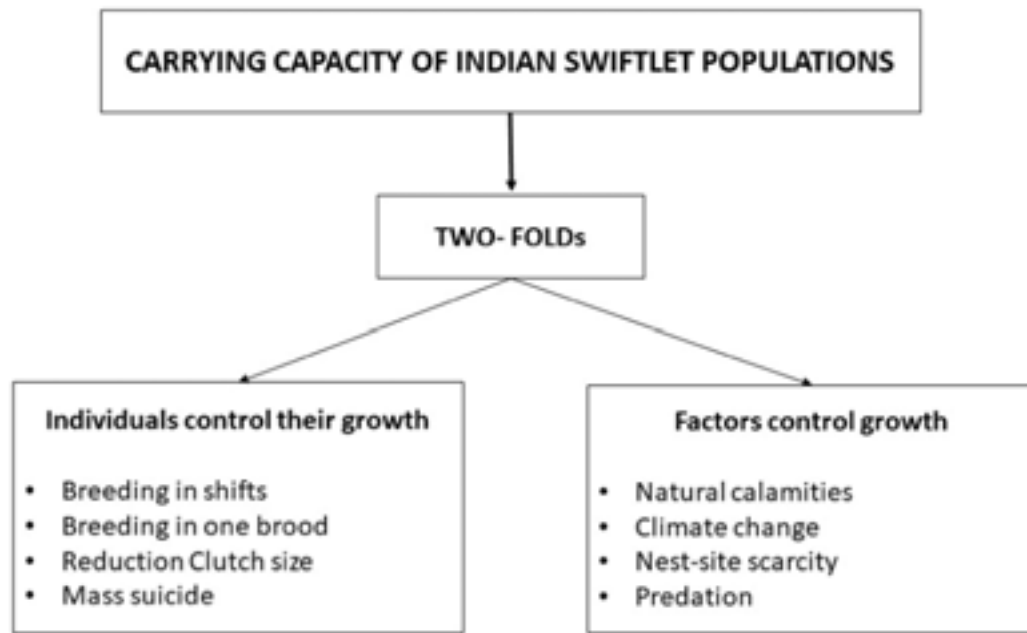 CARRYING CAPACITY OF INDIAN SWIFTLET POPULATIONS
TWO- FOLDs
Individuals control their growth
• Breeding in shifts
• Breeding in one brood
• Reduction Clutch size
• Mass suicide
Factors control growth
• Natural calamities
• Climate change
• Nest-site scarcity
• Predation